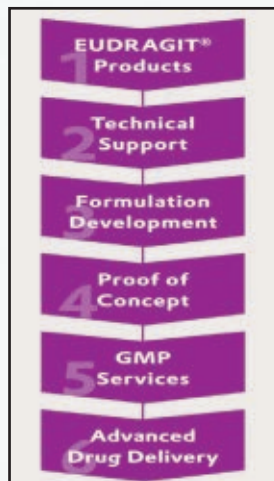 1
EUDRAGIT®
Products
2
Technical
Support
3
Formulation
Development
4
Proof of
Concept
5
GMP
Services
6
Advanced
Drug Delivery